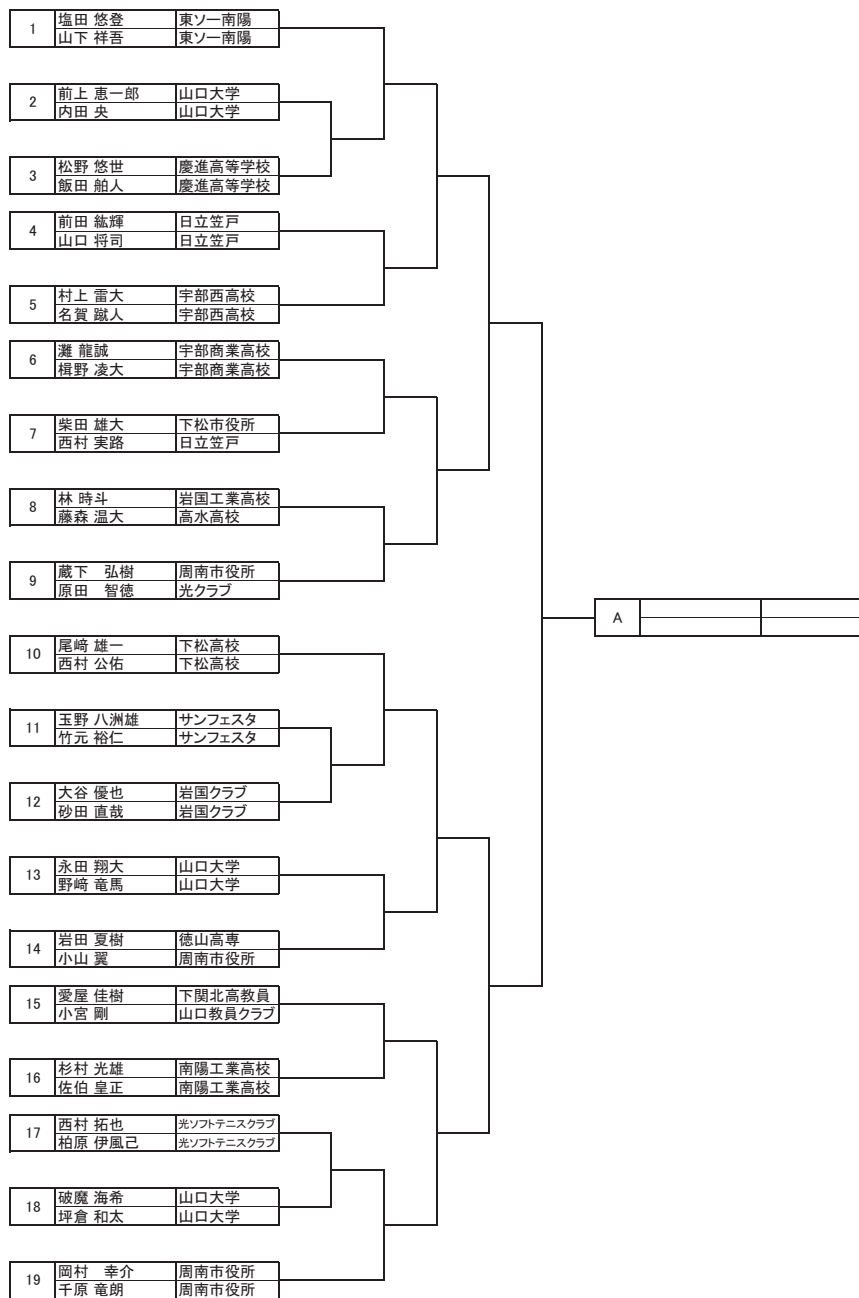 1 塩田 悠登 東ソー南陽
山下 祥吾 東ソー南陽
2 前上 恵一郎 山口大学
内田 央 山口大学
3 松野 悠世 慶進高等学校
飯田 舶人 慶進高等学校
4 前田 紘輝 日立笠戸
山口 将司 日立笠戸
5 村上 雷大 宇部西高校
名賀 蹴人 宇部西高校
6 灘 龍誠 宇部商業高校
楫野 凌大 宇部商業高校
7 柴田 雄大 下松市役所
西村 実路 日立笠戸
8 林 時斗 岩国工業高校
藤森 温大 高水高校
9 蔵下　弘樹 周南市役所
原田　智徳 光クラブ
A
10 尾﨑 雄一 下松高校
西村 公佑 下松高校
11 玉野 八洲雄 サンフェスタ
竹元 裕仁 サンフェスタ
12 大谷 優也 岩国クラブ
砂田 直哉 岩国クラブ
13 永田 翔大 山口大学
野﨑 竜馬 山口大学
14 岩田 夏樹 徳山高専
小山 翼 周南市役所
15 愛屋 佳樹 下関北高教員
小宮 剛 山口教員クラブ
16 杉村 光雄 南陽工業高校
佐伯 皇正 南陽工業高校
17 西村 拓也 光ソフトテニスクラブ
柏原 伊風己 光ソフトテニスクラブ
18 破魔 海希 山口大学
坪倉 和太 山口大学
19 岡村　幸介 周南市役所
千原 竜朗 周南市役所